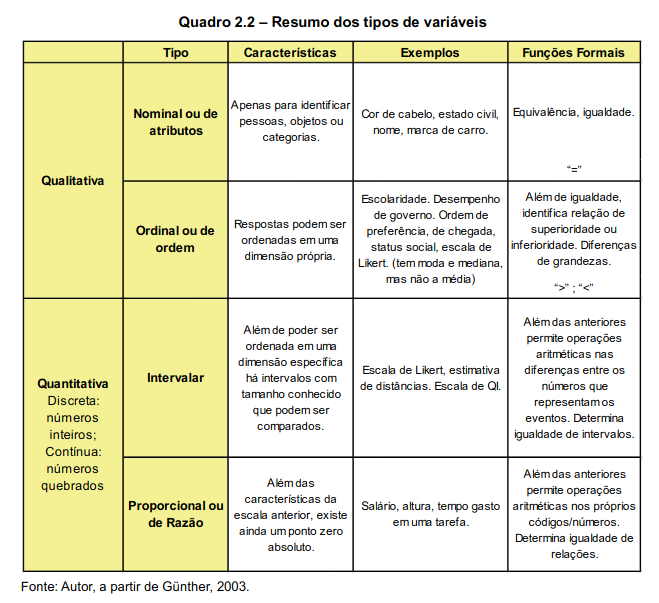 Quadro 2.2 – Resumo dos tipos de variáveis
Tipo
Características
Exemplos
Funções Formais
Qualitativa
Nominal ou de
atributos
Apenas para identificar
pessoas, objetos ou
categorias.
Cor de cabelo, estado civil,
nome, marca de carro.
Equivalência, igualdade.
“=”
Ordinal ou de
ordem
Respostas podem ser
ordenadas em uma
dimensão própria.
Escolaridade. Desempenho
de governo. Ordem de
preferência, de chegada,
status social, escala de
Likert. (tem moda e mediana,
mas não a média)
Além de igualdade,
identifica relação de
superioridade ou
inferioridade. Diferenças
de grandezas.
“>” ; “<”
Quantitativa
Discreta:
números
inteiros;
Contínua:
números
quebrados
Intervalar
Além de poder ser
ordenada em uma
dimensão específica
há intervalos com
tamanho conhecido
que podem ser
comparados.
Escala de Likert, estimativa
de distâncias. Escala de QI.
Além das anteriores
permite operações
aritméticas nas
diferenças entre os
números que
representam os
eventos. Determina
igualdade de intervalos.
Proporcional ou
de Razão
Além das
características da
escala anterior, existe
ainda um ponto zero
absoluto.
Salário, altura, tempo gasto
em uma tarefa.
Além das anteriores
permite operações
aritméticas nos próprios
códigos/números.
Determina igualdade de
relações.
Fonte: Autor, a partir de Günther, 2003.